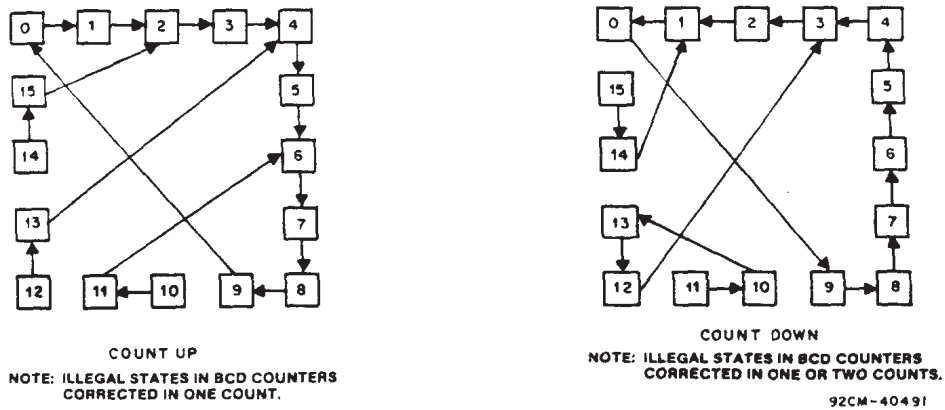 0 1 2 3 4
15
5
14
6
13
7
12 11 10 9 8
COUNT UP
NOTE: ILLEGAL STATES IN BCD COUNTERS
CORRECTED IN ONE COUNT.
0 1 2 3 4
15
5
14
6
13
7
12 11 10 9 8
COUNT DOWN
NOTE: ILLEGAL STATES IN BCD COUNTERS
CORRECTED IN ONE OR TWO COUNTS.
92CM-40491